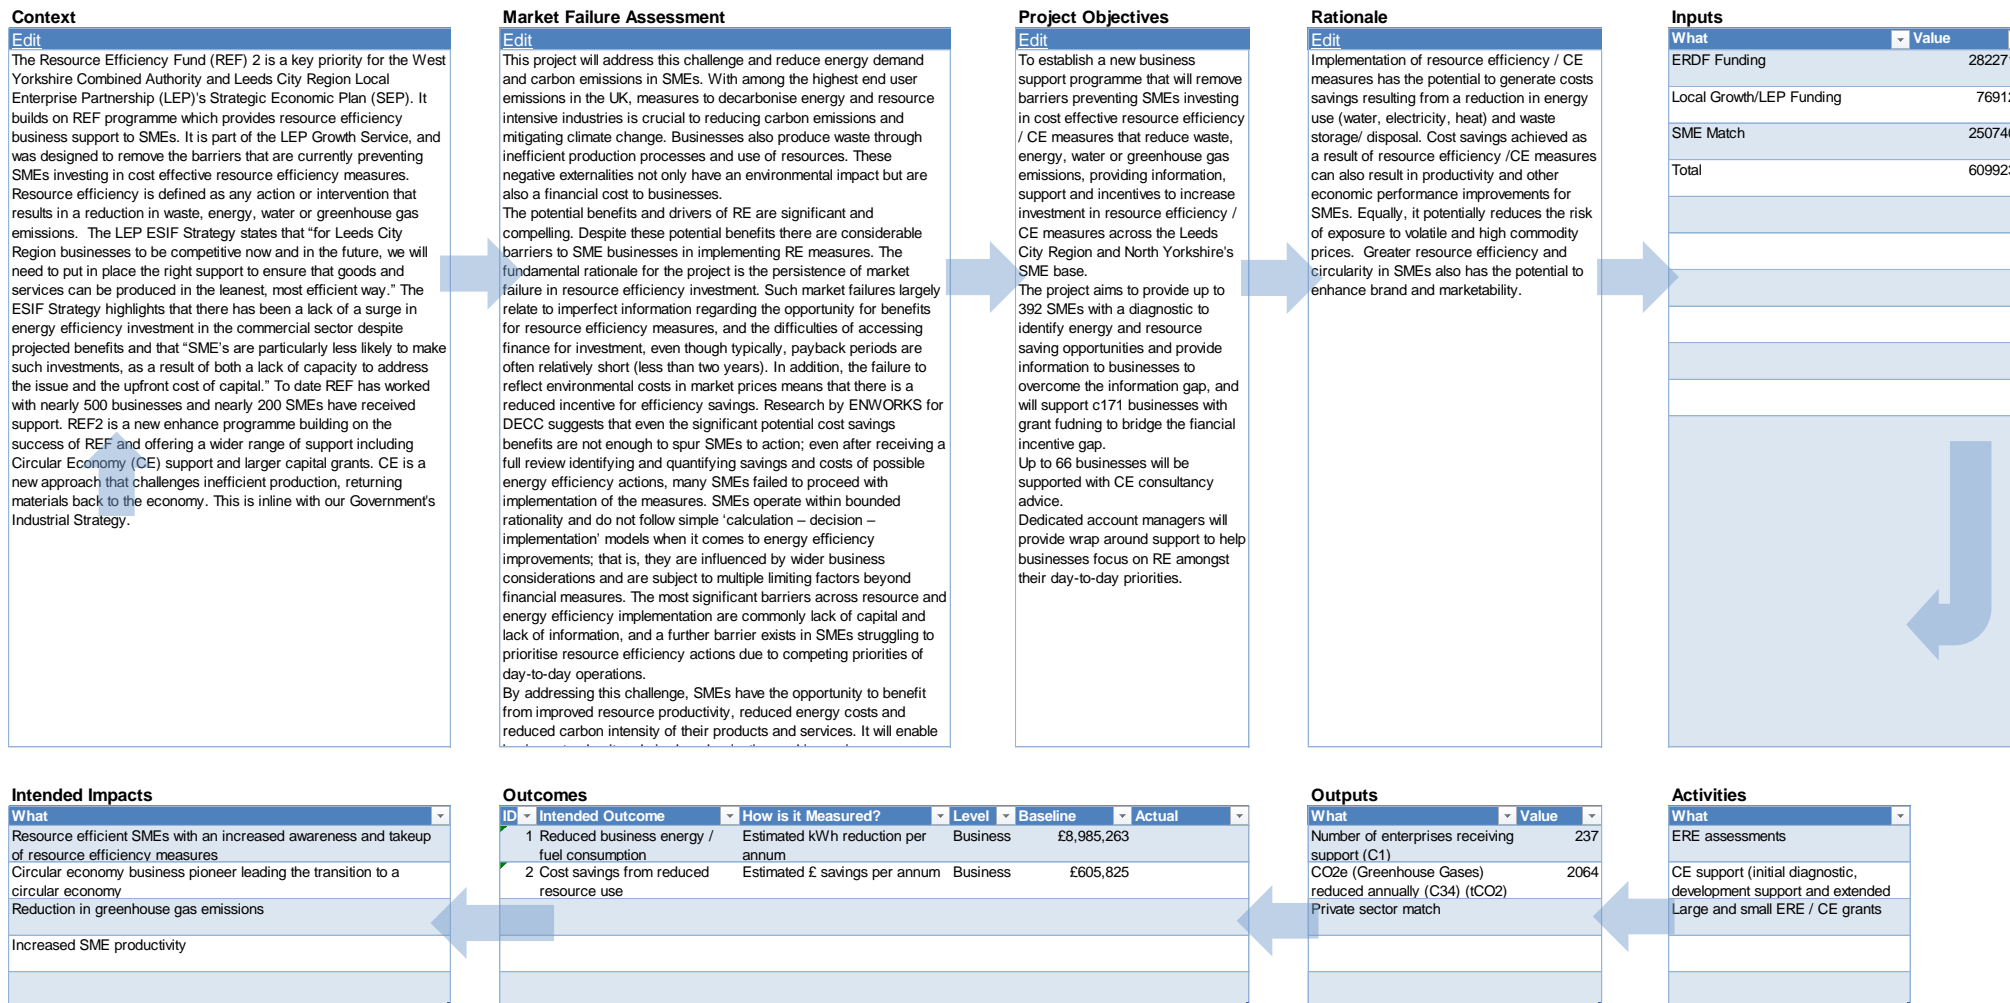 Context
Edit
The Resource Efficiency Fund (REF) 2 is a key priority for the West
Yorkshire Combined Authority and Leeds City Region Local
Enterprise Partnership (LEP)'s Strategic Economic Plan (SEP). It
builds on REF programme which provides resource efficiency
business support to SMEs. It is part of the LEP Growth Service, and
was designed to remove the barriers that are currently preventing
SMEs investing in cost effective resource efficiency measures.
Resource efficiency is defined as any action or intervention that
results in a reduction in waste, energy, water or greenhouse gas
emissions.  The LEP ESIF Strategy states that “for Leeds City
Region businesses to be competitive now and in the future, we will
need to put in place the right support to ensure that goods and
services can be produced in the leanest, most efficient way.” The
ESIF Strategy highlights that there has been a lack of a surge in
energy efficiency investment in the commercial sector despite
projected benefits and that “SME's are particularly less likely to make
such investments, as a result of both a lack of capacity to address
the issue and the upfront cost of capital.” To date REF has worked
with nearly 500 businesses and nearly 200 SMEs have received
support. REF2 is a new enhance programme building on the
success of REF and offering a wider range of support including
Circular Economy (CE) support and larger capital grants. CE is a
new approach that challenges inefficient production, returning
materials back to the economy. This is inline with our Government's
Industrial Strategy.
Market Failure Assessment
Edit
This project will address this challenge and reduce energy demand
and carbon emissions in SMEs. With among the highest end user
emissions in the UK, measures to decarbonise energy and resource
intensive industries is crucial to reducing carbon emissions and
mitigating climate change. Businesses also produce waste through
inefficient production processes and use of resources. These
negative externalities not only have an environmental impact but are
also a financial cost to businesses.
The potential benefits and drivers of RE are significant and
compelling. Despite these potential benefits there are considerable
barriers to SME businesses in implementing RE measures. The
fundamental rationale for the project is the persistence of market
failure in resource efficiency investment. Such market failures largely
relate to imperfect information regarding the opportunity for benefits
for resource efficiency measures, and the difficulties of accessing
finance for investment, even though typically, payback periods are
often relatively short (less than two years). In addition, the failure to
reflect environmental costs in market prices means that there is a
reduced incentive for efficiency savings. Research by ENWORKS for
DECC suggests that even the significant potential cost savings
benefits are not enough to spur SMEs to action; even after receiving a
full review identifying and quantifying savings and costs of possible
energy efficiency actions, many SMEs failed to proceed with
implementation of the measures. SMEs operate within bounded
rationality and do not follow simple ‘calculation – decision –
implementation’ models when it comes to energy efficiency
improvements; that is, they are influenced by wider business
considerations and are subject to multiple limiting factors beyond
financial measures. The most significant barriers across resource and
energy efficiency implementation are commonly lack of capital and
lack of information, and a further barrier exists in SMEs struggling to
prioritise resource efficiency actions due to competing priorities of
day-to-day operations.
By addressing this challenge, SMEs have the opportunity to benefit
from improved resource productivity, reduced energy costs and
reduced carbon intensity of their products and services. It will enable
Project Objectives
Edit
To establish a new business
support programme that will remove
barriers preventing SMEs investing
in cost effective resource efficiency
/ CE measures that reduce waste,
energy, water or greenhouse gas
emissions, providing information,
support and incentives to increase
investment in resource efficiency /
CE measures across the Leeds
City Region and North Yorkshire's
SME base.
The project aims to provide up to
392 SMEs with a diagnostic to
identify energy and resource
saving opportunities and provide
information to businesses to
overcome the information gap, and
will support c171 businesses with
grant fudning to bridge the fiancial
incentive gap.
Up to 66 businesses will be
supported with CE consultancy
advice.
Dedicated account managers will
provide wrap around support to help
businesses focus on RE amongst
their day-to-day priorities.
Rationale
Edit
Implementation of resource efficiency / CE
measures has the potential to generate costs
savings resulting from a reduction in energy
use (water, electricity, heat) and waste
storage/ disposal. Cost savings achieved as
a result of resource efficiency /CE measures
can also result in productivity and other
economic performance improvements for
SMEs. Equally, it potentially reduces the risk
of exposure to volatile and high commodity
prices.  Greater resource efficiency and
circularity in SMEs also has the potential to
enhance brand and marketability.
Inputs
What Value
ERDF Funding 28227
Local Growth/LEP Funding 7691
SME Match 25074
Total 60992
Intended Impacts
What
Resource efficient SMEs with an increased awareness and takeup
of resource efficiency measures
Circular economy business pioneer leading the transition to a
circular economy
Reduction in greenhouse gas emissions
Increased SME productivity
Outcomes
ID Intended Outcome How is it Measured? Level Baseline Actual
1 Reduced business energy / Estimated kWh reduction per Business £8,985,263
fuel consumption annum
2 Cost savings from reduced Estimated £ savings per annum Business £605,825
resource use
Outputs
What Value
Number of enterprises receiving 237
support (C1)
CO2e (Greenhouse Gases) 2064
reduced annually (C34) (tCO2)
Private sector match
Activities
What
ERE assessments
CE support (initial diagnostic,
development support and extended
Large and small ERE / CE grants